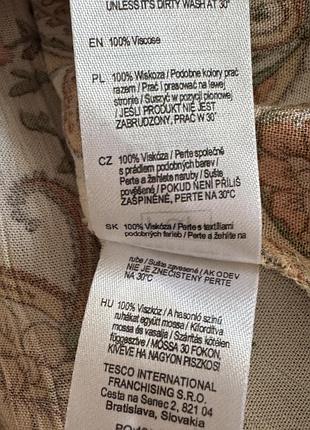 UNLESS IT'S DIRTY WASH AT 30°
EN 100% Viscose
PL 100% Wiskoza / Podobne kolory prać
razem / Prać i prasować na lewej
stronie / Suszyć w pozycji pionowej
/ JEŚLI PRODUKT NIE JEST
ZABRUDZONY, PRAĆ W 30°
CZ 100% Viskóza / Perte společně
s prádlem podobných barev /
Perte a žehlete naruby / Sušte
pověšené / POKUD NENÍ PŘÍLIŠ
ZAŠPINĚNÉ, PERTE NA 30°C
SK 100% Viskóza / Perte s textíliami
podobných farieb / Perte a žehlite na
rube / Sušte zavesené / AK ODEV
NIE JE ZNEČISTENÝ PERTE
NA 30°C
HU 100% Viszkóz / A hasonló színű
ruhákat együtt mossa / Kifordítva
mossa és vasalja / Szárítás kötélen
függesztve / MOSSA 30 FOKON,
KIVÉVE HA NAGYON PISZKOS!
TESCO INTERNATIONAL
FRANCHISING S.R.O.
Cesta na Senec 2, 821 04
Bratislava, Slovakia